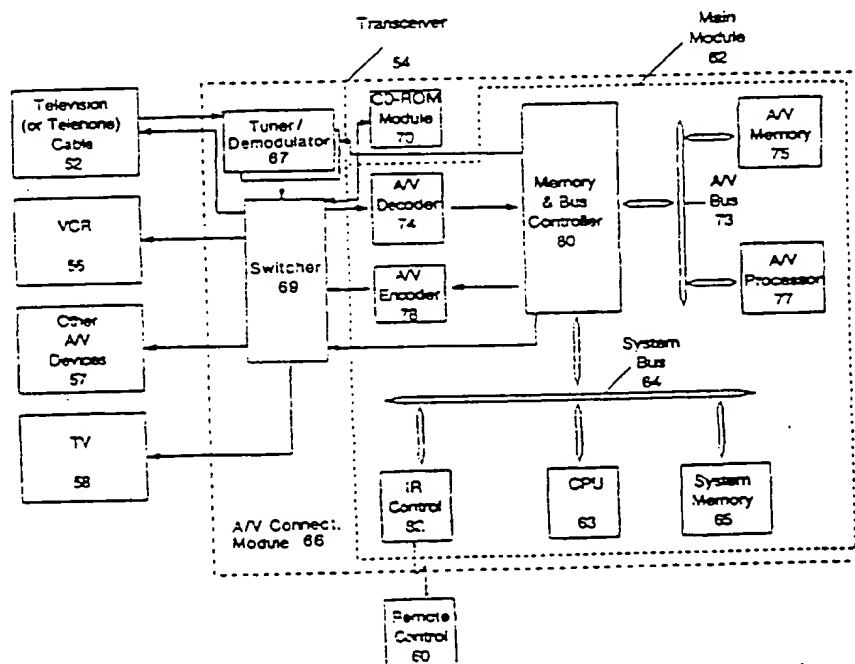 Transceiver
54
Main
Module
62
Television
(or Telehone)
Cable
52
Tuner/
Demodulator
67
CD-ROM
Module
70
A/V
Memory
75
A/V
Bus
73
Memory
& Bus
Controller
80
A/V
Decoder
74
VCR
56
Switcher
69
A/V
Encoder
78
A/V
Processor
77
Other
A/V
Devices
57
System
Bus
64
TV
58
IR
Control
82
CPU
63
System
Memory
65
A/V Connect.
Module 66
Remote
Control
60